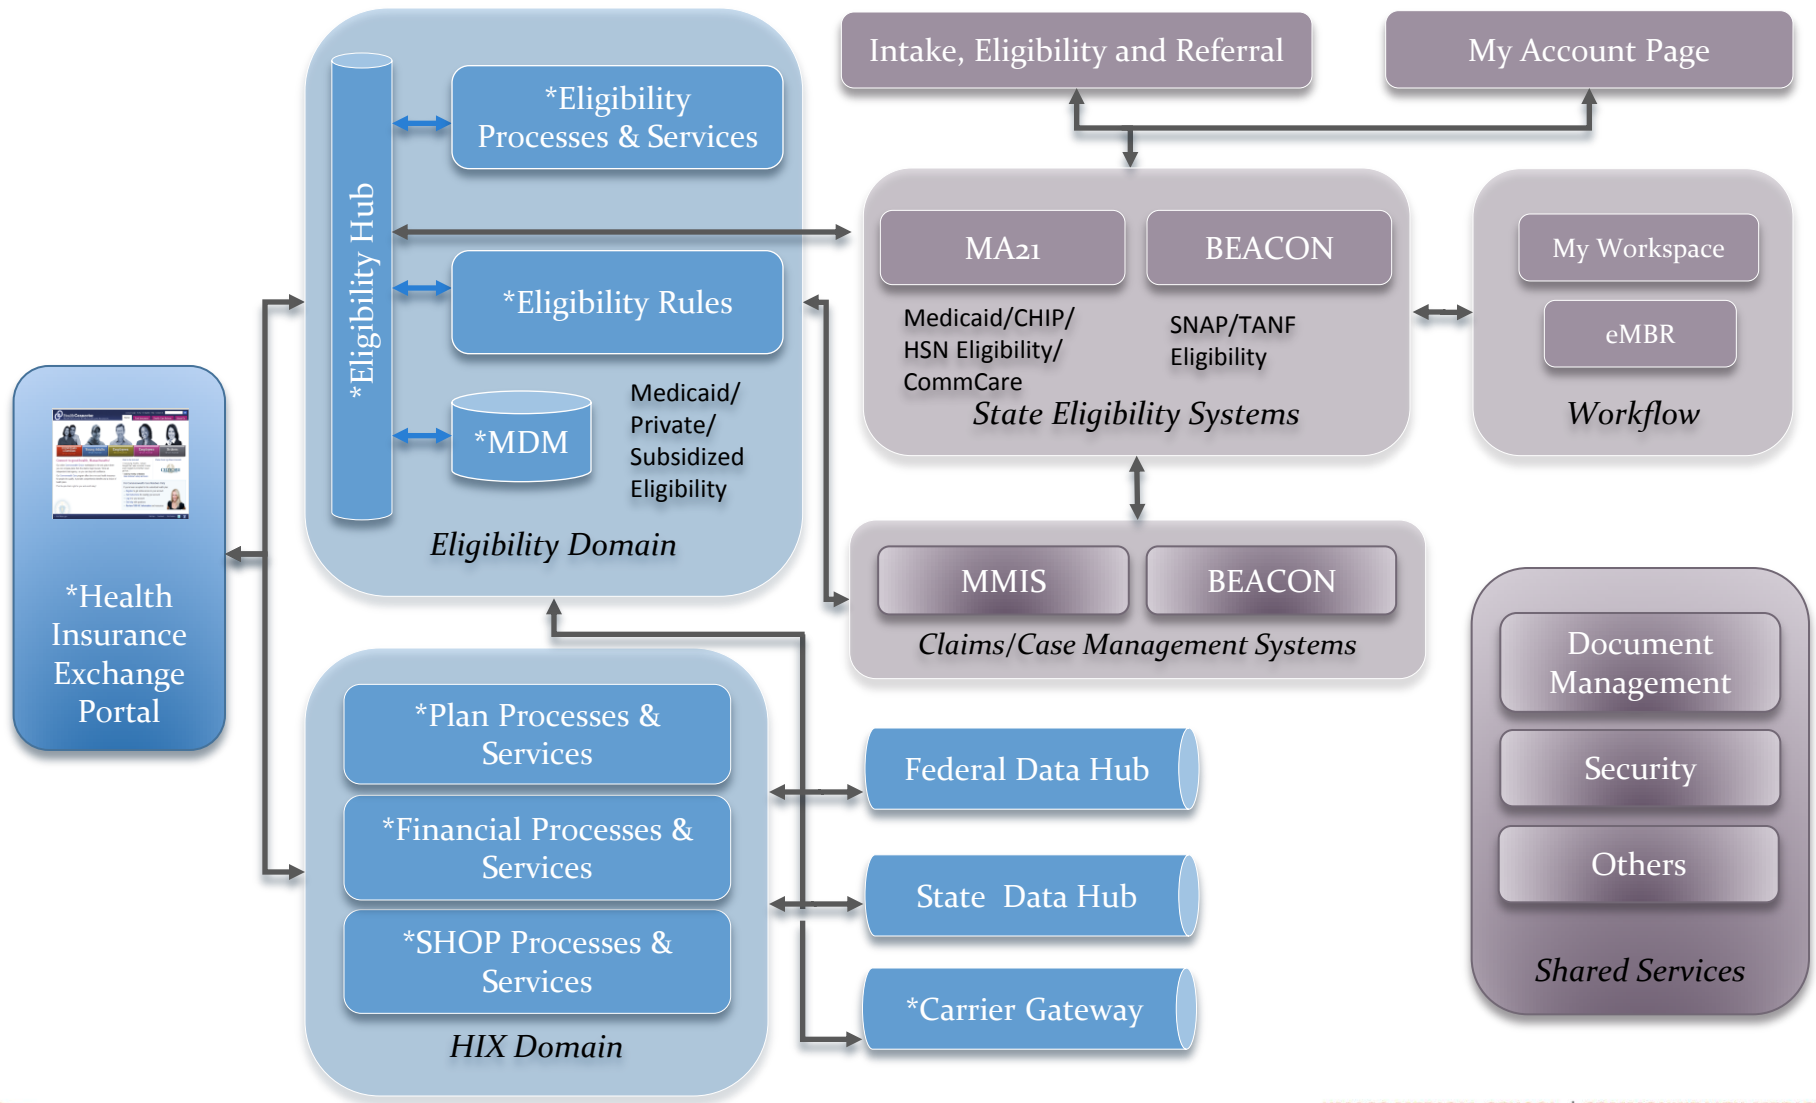 Intake, Eligibility and Referral
My Account Page
*Eligibility Hub
*Eligibility
Processes & Services
*Eligibility Rules
*MDM
Medicaid/
Private/
Subsidized
Eligibility
Eligibility Domain
MA21
BEACON
Medicaid/CHIP/
HSN Eligibility/
CommCare
SNAP/TANF
Eligibility
State Eligibility Systems
My Workspace
eMBR
Workflow
*Health
Insurance
Exchange
Portal
MMIS
BEACON
Claims/Case Management Systems
*Plan Processes &
Services
*Financial Processes &
Services
*SHOP Processes &
Services
HIX Domain
Federal Data Hub
State Data Hub
*Carrier Gateway
Document
Management
Security
Others
Shared Services